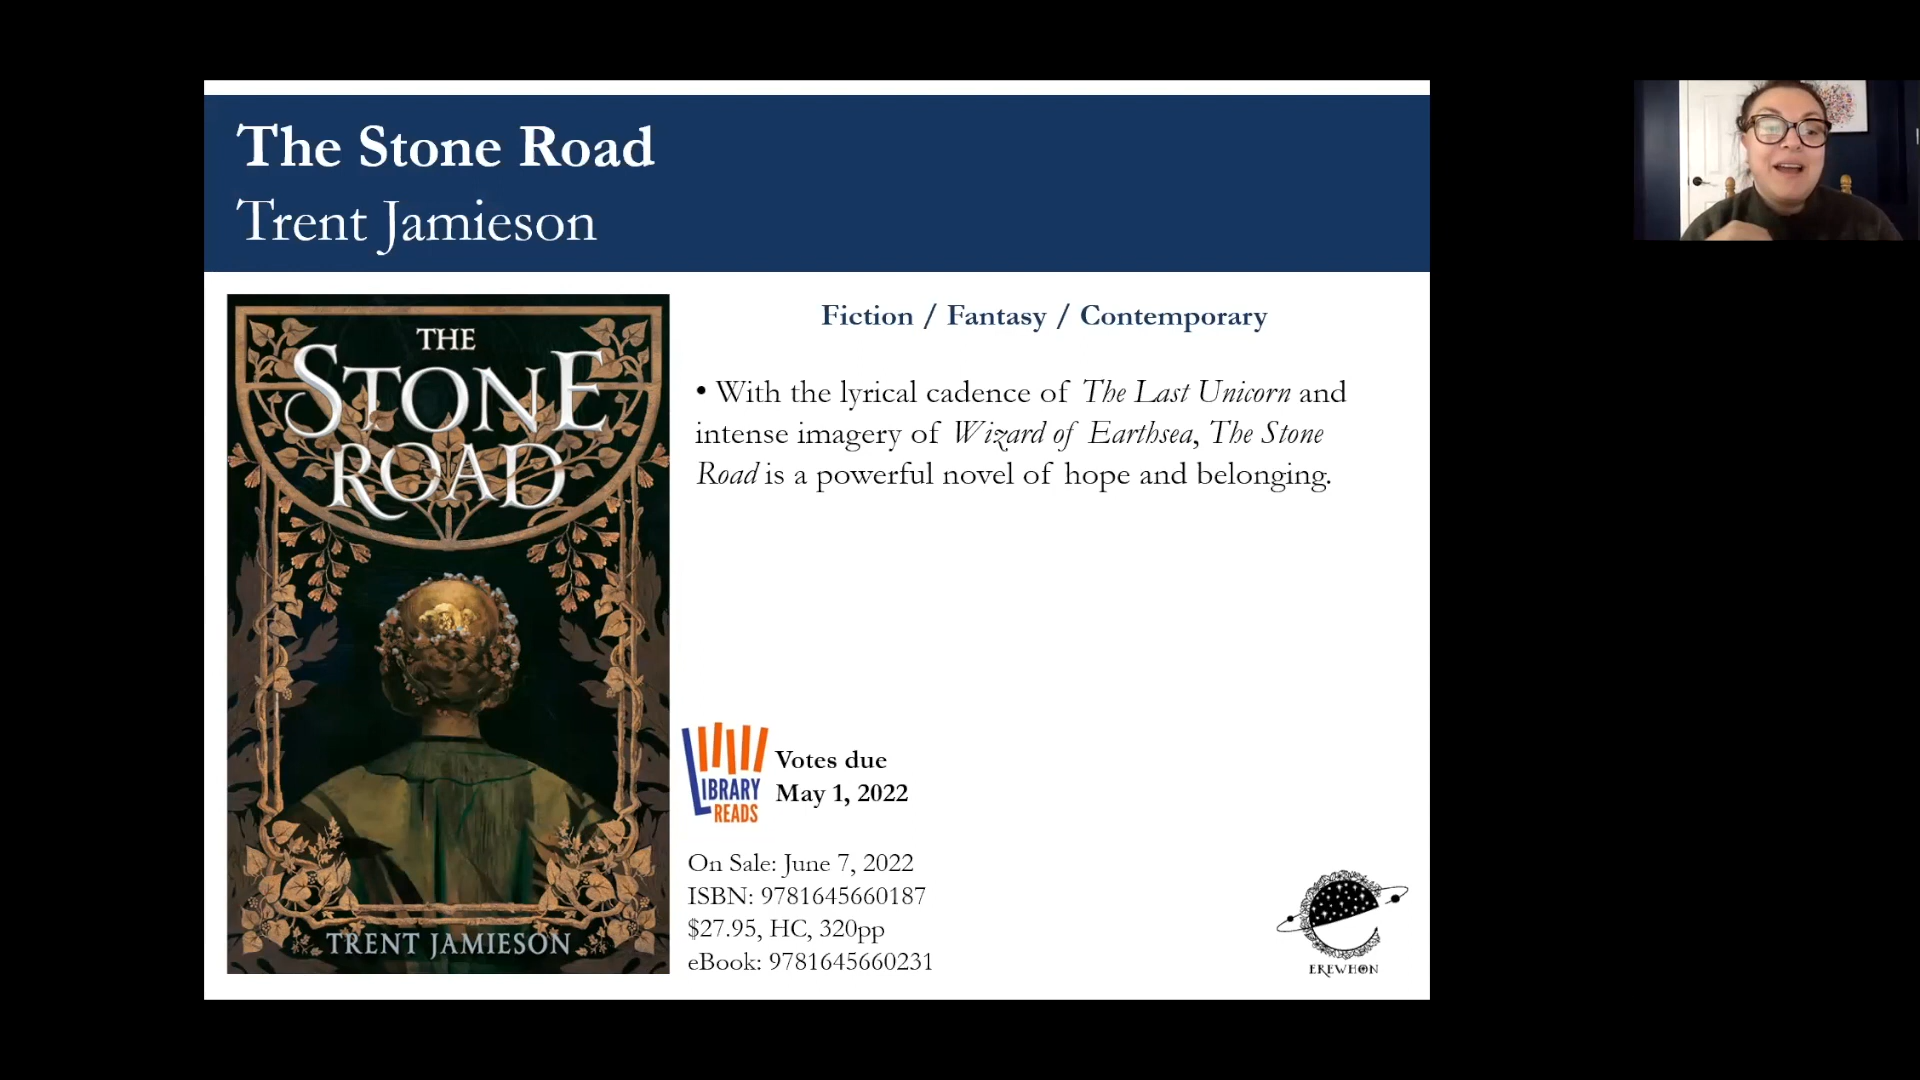 The Stone Road
Trent Jamieson
THE
STONE
ROAD
TRENT JAMIESON
Fiction / Fantasy / Contemporary
• With the lyrical cadence of The Last Unicorn and
intense imagery of Wizard of Earthsea, The Stone
Road is a powerful novel of hope and belonging.
LIBRARY
READS
Votes due
May 1, 2022
On Sale: June 7, 2022
ISBN: 9781645660187
$27.95, HC, 320pp
eBook: 9781645660231
EREWHON